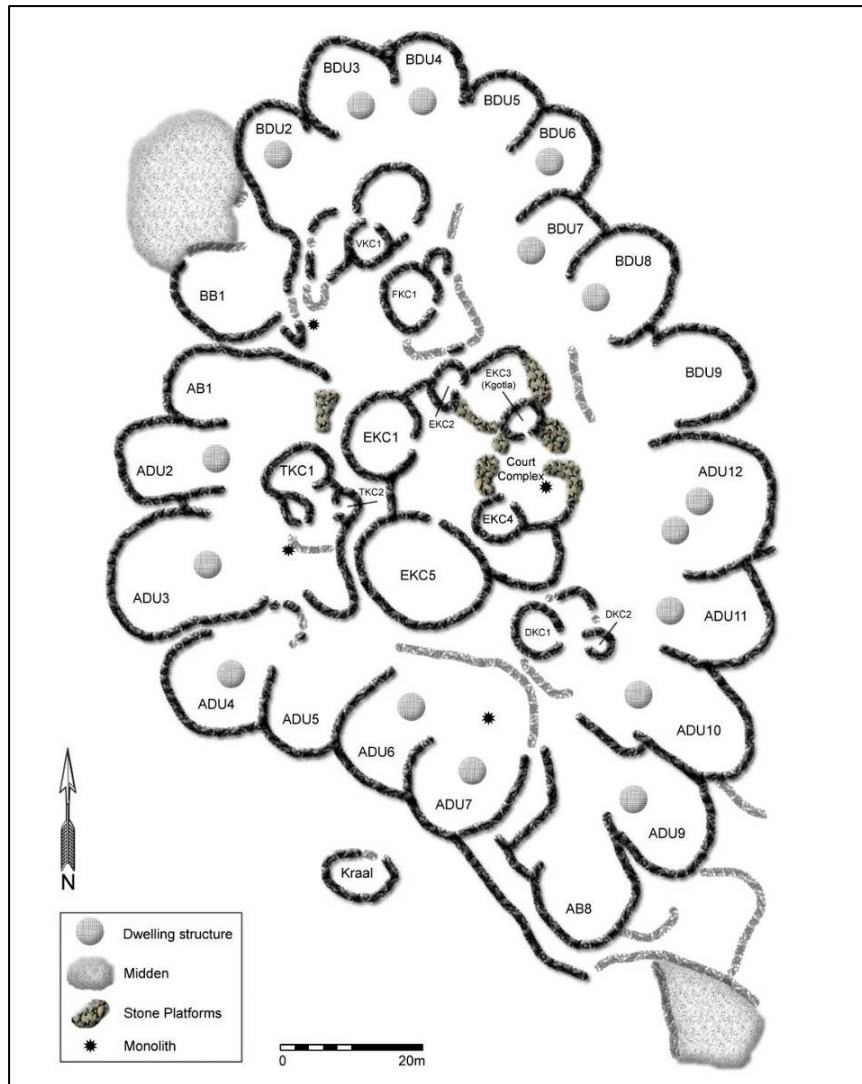 BDU4
BDU3
BDU5
BDU2
BDU6
BDU7
VKC1
BDU8
FKC1
BB1
EKC3
(Kgotla)
BDU9
AB1
EKC2
EKC1
ADU2
TKC1
Court
Complex
ADU12
TKC2
EKC4
EKC5
ADU3
DKC1
DKC2
ADU11
ADU4
ADU5
ADU10
ADU6
ADU7
ADU9
Kraal
AB8
N
Dwelling structure
Midden
Stone Platforms
Monolith
0 20m